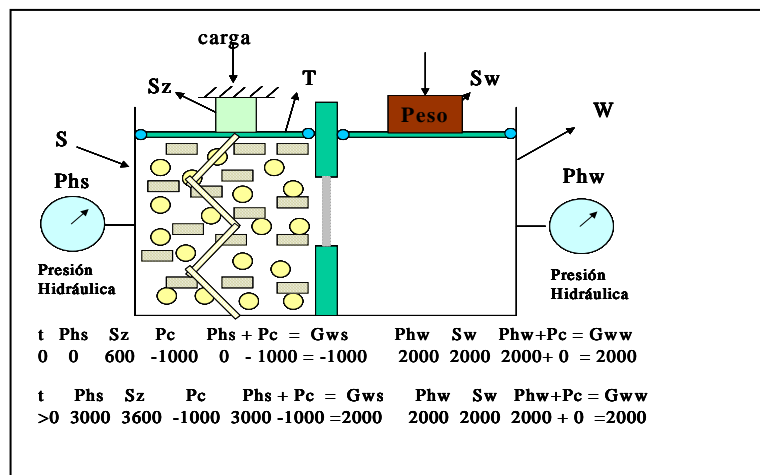 carga
Sz
T
Sw
Peso
W
S
Phs
Phw
Presión
Hidráulica
Presión
Hidráulica
t Phs Sz Pc Phs + Pc = Gws Phw Sw Phw+Pc = Gww
0 0 600 -1000 0 - 1000 = -1000 2000 2000 2000+ 0 = 2000
t Phs Sz Pc Phs + Pc = Gws Phw Sw Phw+Pc = Gww
>0 3000 3600 -1000 3000 -1000 =2000 2000 2000 2000 + 0 =2000